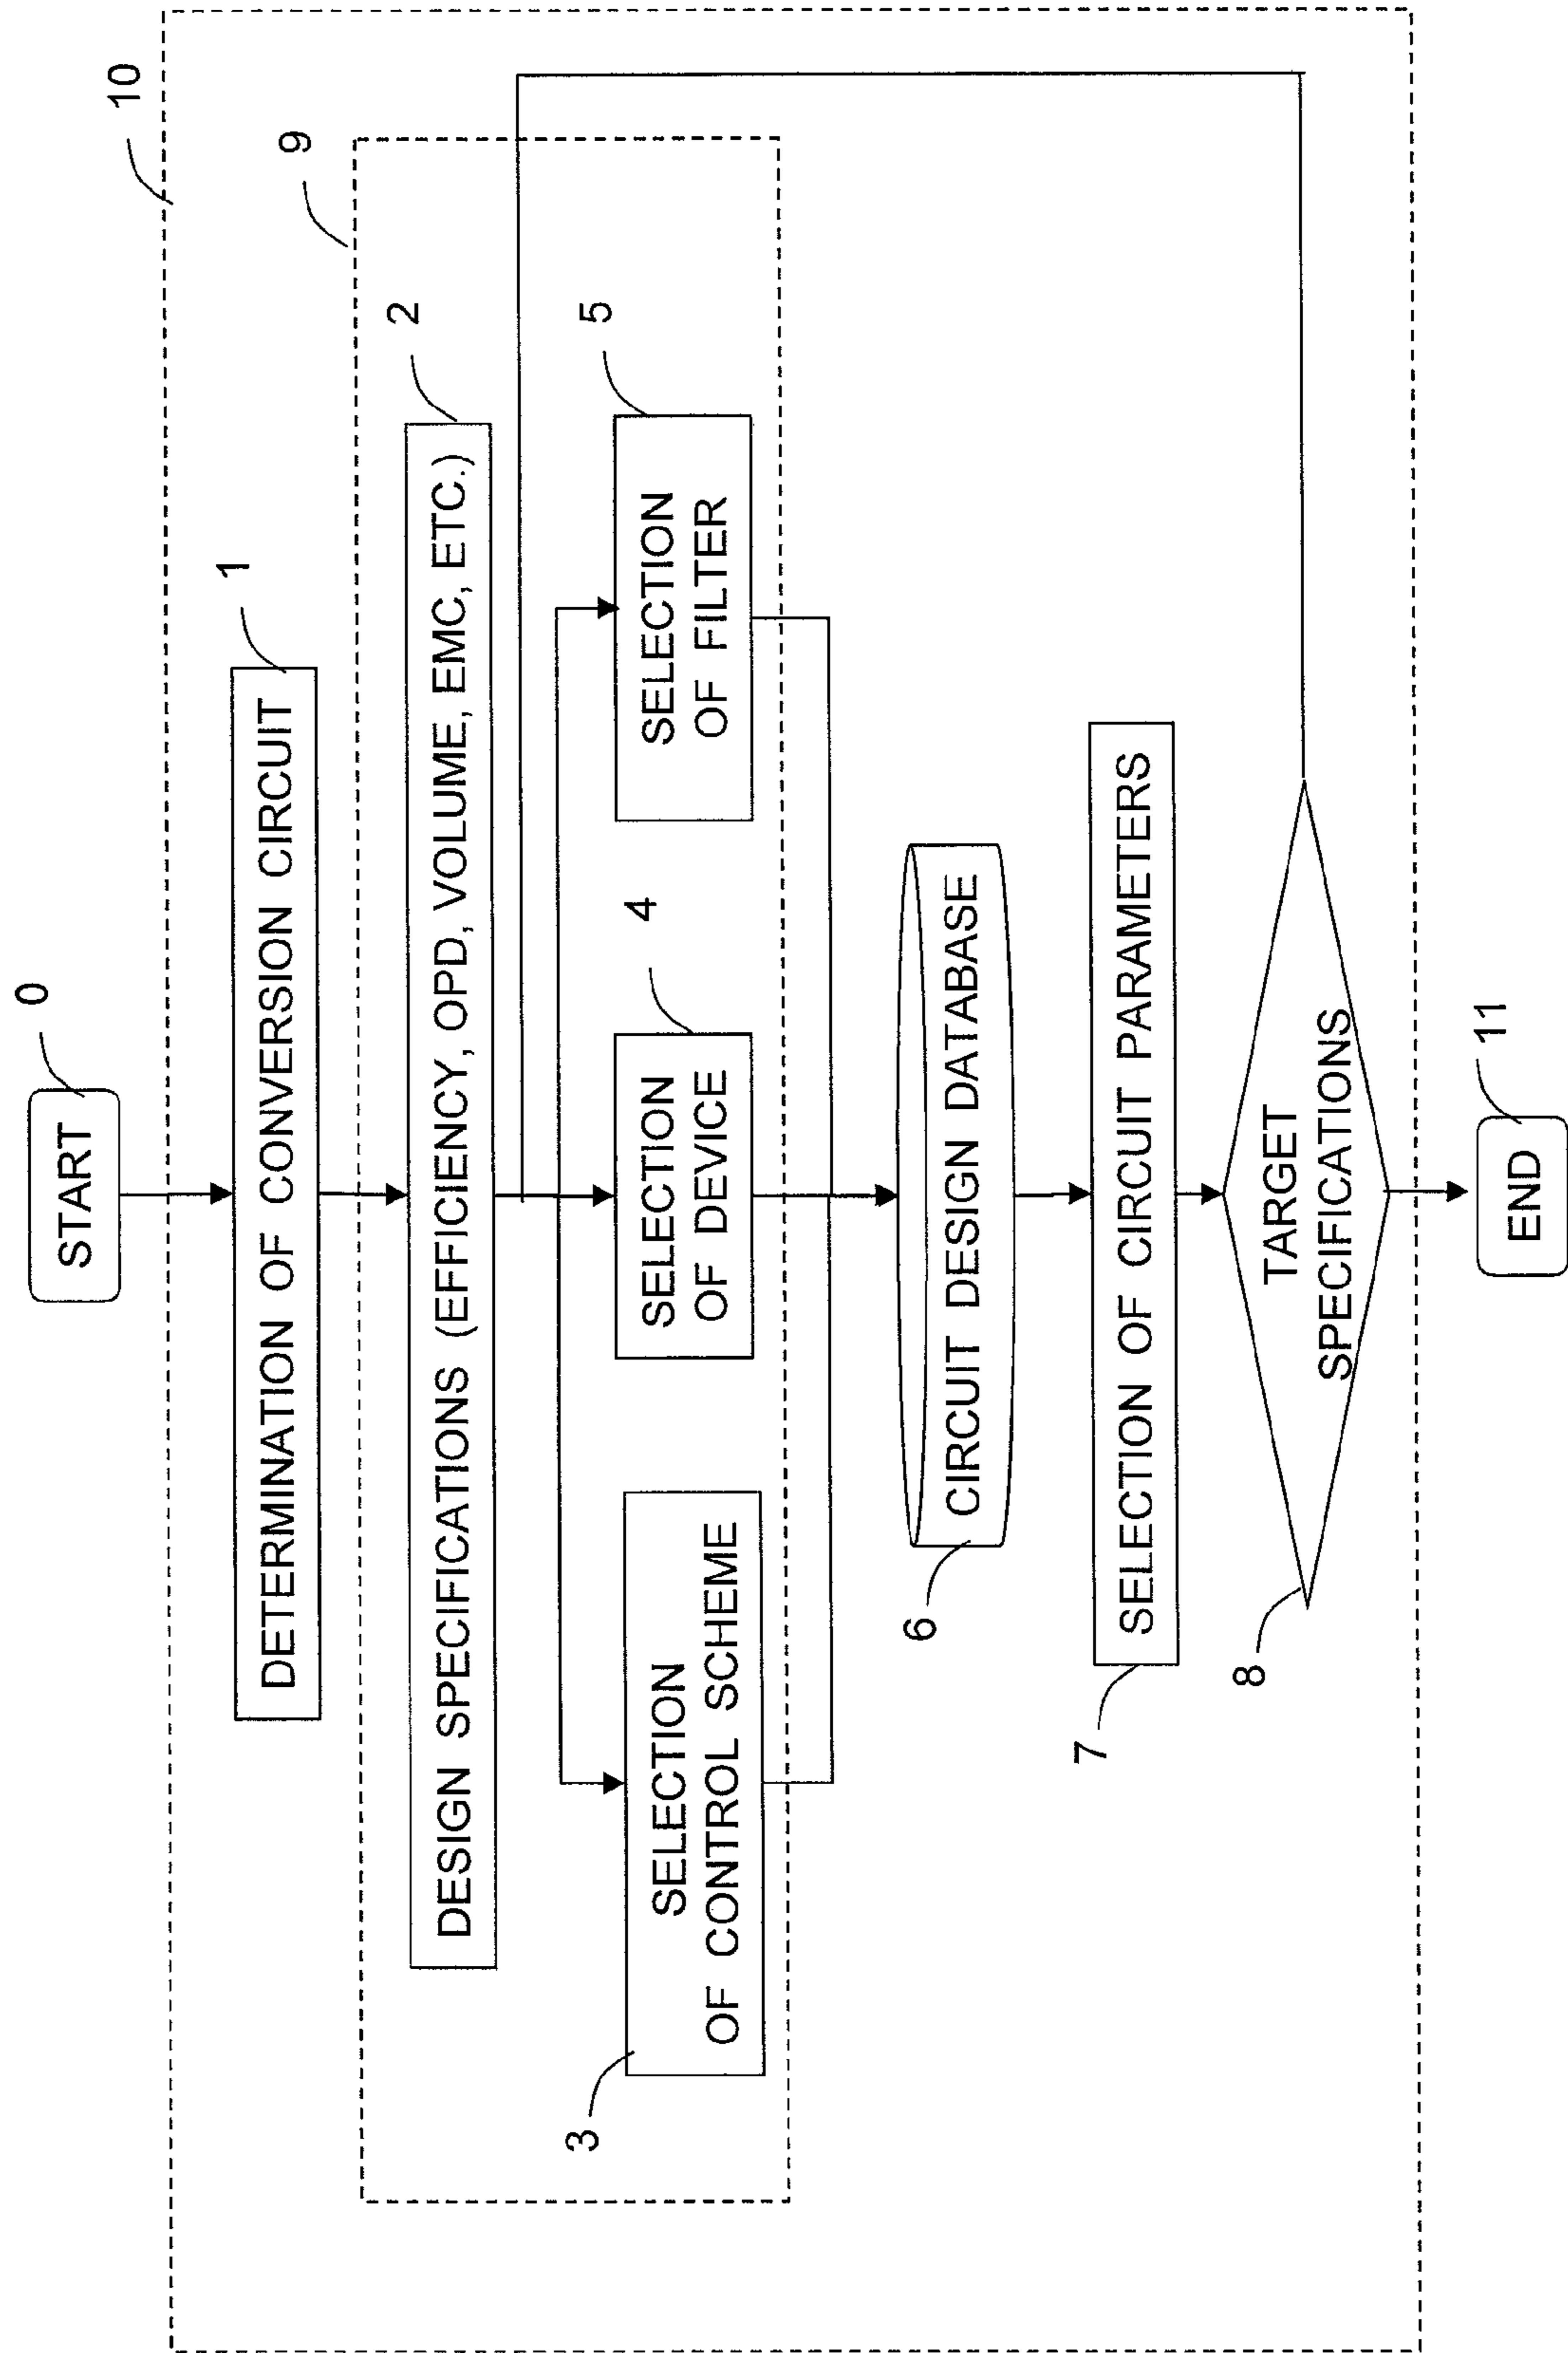 10
9
0
START
1
DETERMINATION OF CONVERSION CIRCUIT
2
DESIGN SPECIFICATIONS (EFFICIENCY, OPD, VOLUME, EMC, ETC.)
3
SELECTION
OF CONTROL SCHEME
4
SELECTION
OF DEVICE
5
SELECTION
OF FILTER
6
CIRCUIT DESIGN DATABASE
7
SELECTION OF CIRCUIT PARAMETERS
8
TARGET
SPECIFICATIONS
11
END